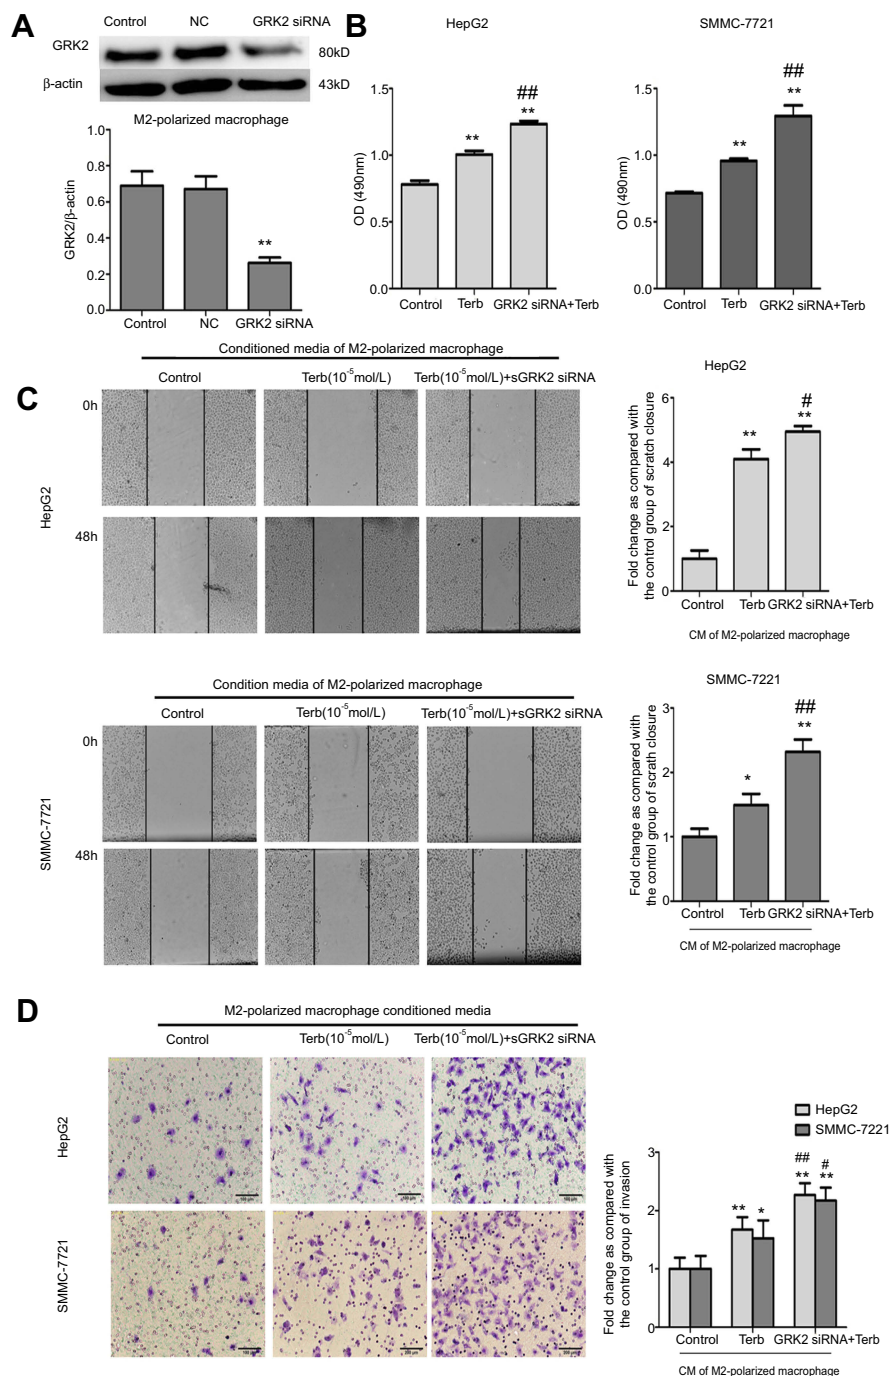 A
Control NC GRK2 siRNA
GRK2
80kD
β-actin
43kD
M2-polarized macrophage
GRK2/β-actin
1.0
0.8
0.6
0.4
0.2
0.0
**
Control NC GRK2 siRNA
B
HepG2
OD (490nm)
1.5
1.0
0.5
0.0
**
##
**
Control Terb GRK2 siRNA+Terb
SMMC-7721
OD (490nm)
1.5
1.0
0.5
0.0
**
##
**
Control Terb GRK2 siRNA+Terb
C
Conditioned media of M2-polarized macrophage
Control Terb(10⁻⁵mol/L) Terb(10⁻⁵mol/L)+sGRK2 siRNA
0h
HepG2
48h
HepG2
Fold change as compared with
the control group of scratch closure
6
4
2
0
**
#
**
Control Terb GRK2 siRNA+Terb
CM of M2-polarized macrophage
Condition media of M2-polarized macrophage
Control Terb(10⁻⁵mol/L) Terb(10⁻⁵mol/L)+sGRK2 siRNA
0h
SMMC-7721
48h
SMMC-7221
Fold change as compared with
the control group of scrath closure
3
2
1
0
*
##
**
Control Terb GRK2 siRNA+Terb
CM of M2-polarized macrophage
D
M2-polarized macrophage conditioned media
Control Terb(10⁻⁵mol/L) Terb(10⁻⁵mol/L)+sGRK2 siRNA
HepG2
SMMC-7721
HepG2
SMMC-7221
Fold change as compared with
the control group of invasion
3
2
1
0
** *
## #
** **
Control Terb GRK2 siRNA+Terb
CM of M2-polarized macrophage